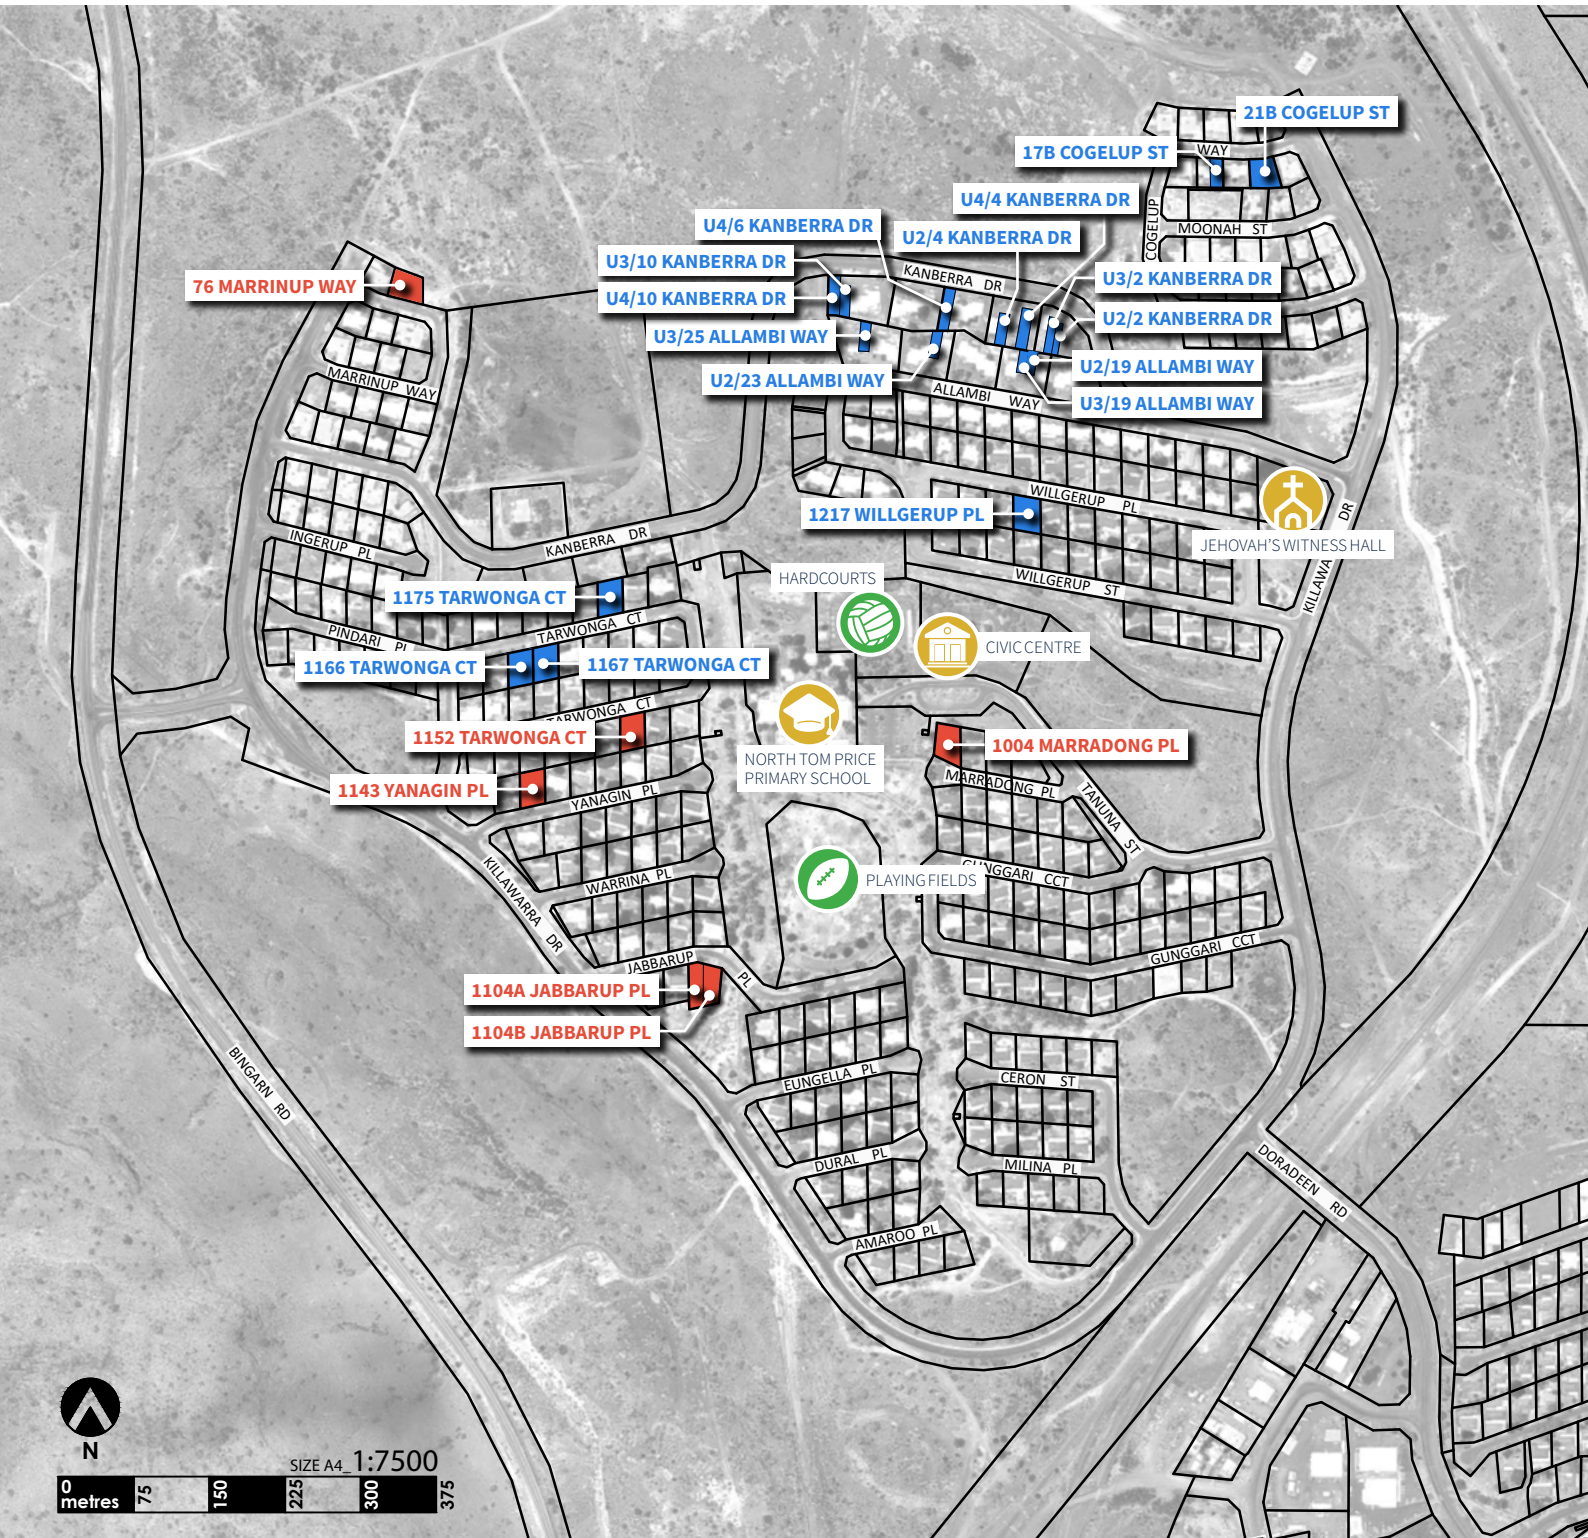 21B COGELUP ST
17B COGELUP ST
WAY
U4/4 KANBERRA DR
COGELUP
MOONAH ST
U4/6 KANBERRA DR
U2/4 KANBERRA DR
U3/10 KANBERRA DR
KANBERRA DR
U3/2 KANBERRA DR
76 MARRINUP WAY
U4/10 KANBERRA DR
U2/2 KANBERRA DR
U3/25 ALLAMBI WAY
U2/19 ALLAMBI WAY
U2/23 ALLAMBI WAY
MARRINUP WAY
ALLAMBI WAY
U3/19 ALLAMBI WAY
WILLGERUP PL
1217 WILLGERUP PL
JEHOVAH'S WITNESS HALL
KILLAWA DR
INGERUP PL
KANBERRA DR
HARDCOURTS
WILLGERUP ST
1175 TARWONGA CT
TARWONGA CT
PINDARI PL
CIVIC CENTRE
1166 TARWONGA CT
1167 TARWONGA CT
TARWONGA CT
1152 TARWONGA CT
1004 MARRADONG PL
NORTH TOM PRICE
PRIMARY SCHOOL
MARRADONG PL
1143 YANAGIN PL
YANAGIN PL
TANUNA ST
KILLAWARRA DR
WARRINA PL
PLAYING FIELDS
GUNGGARI CCT
GUNGGARI CCT
JABBARUP PL
1104A JABBARUP PL
1104B JABBARUP PL
BINGARN RD
EUNGELLA PL
CERON ST
DURAL PL
MILINA PL
DORADEEN RD
AMAROO PL
N
SIZE A4_1:7500
0
metres
75
150
225
300
375